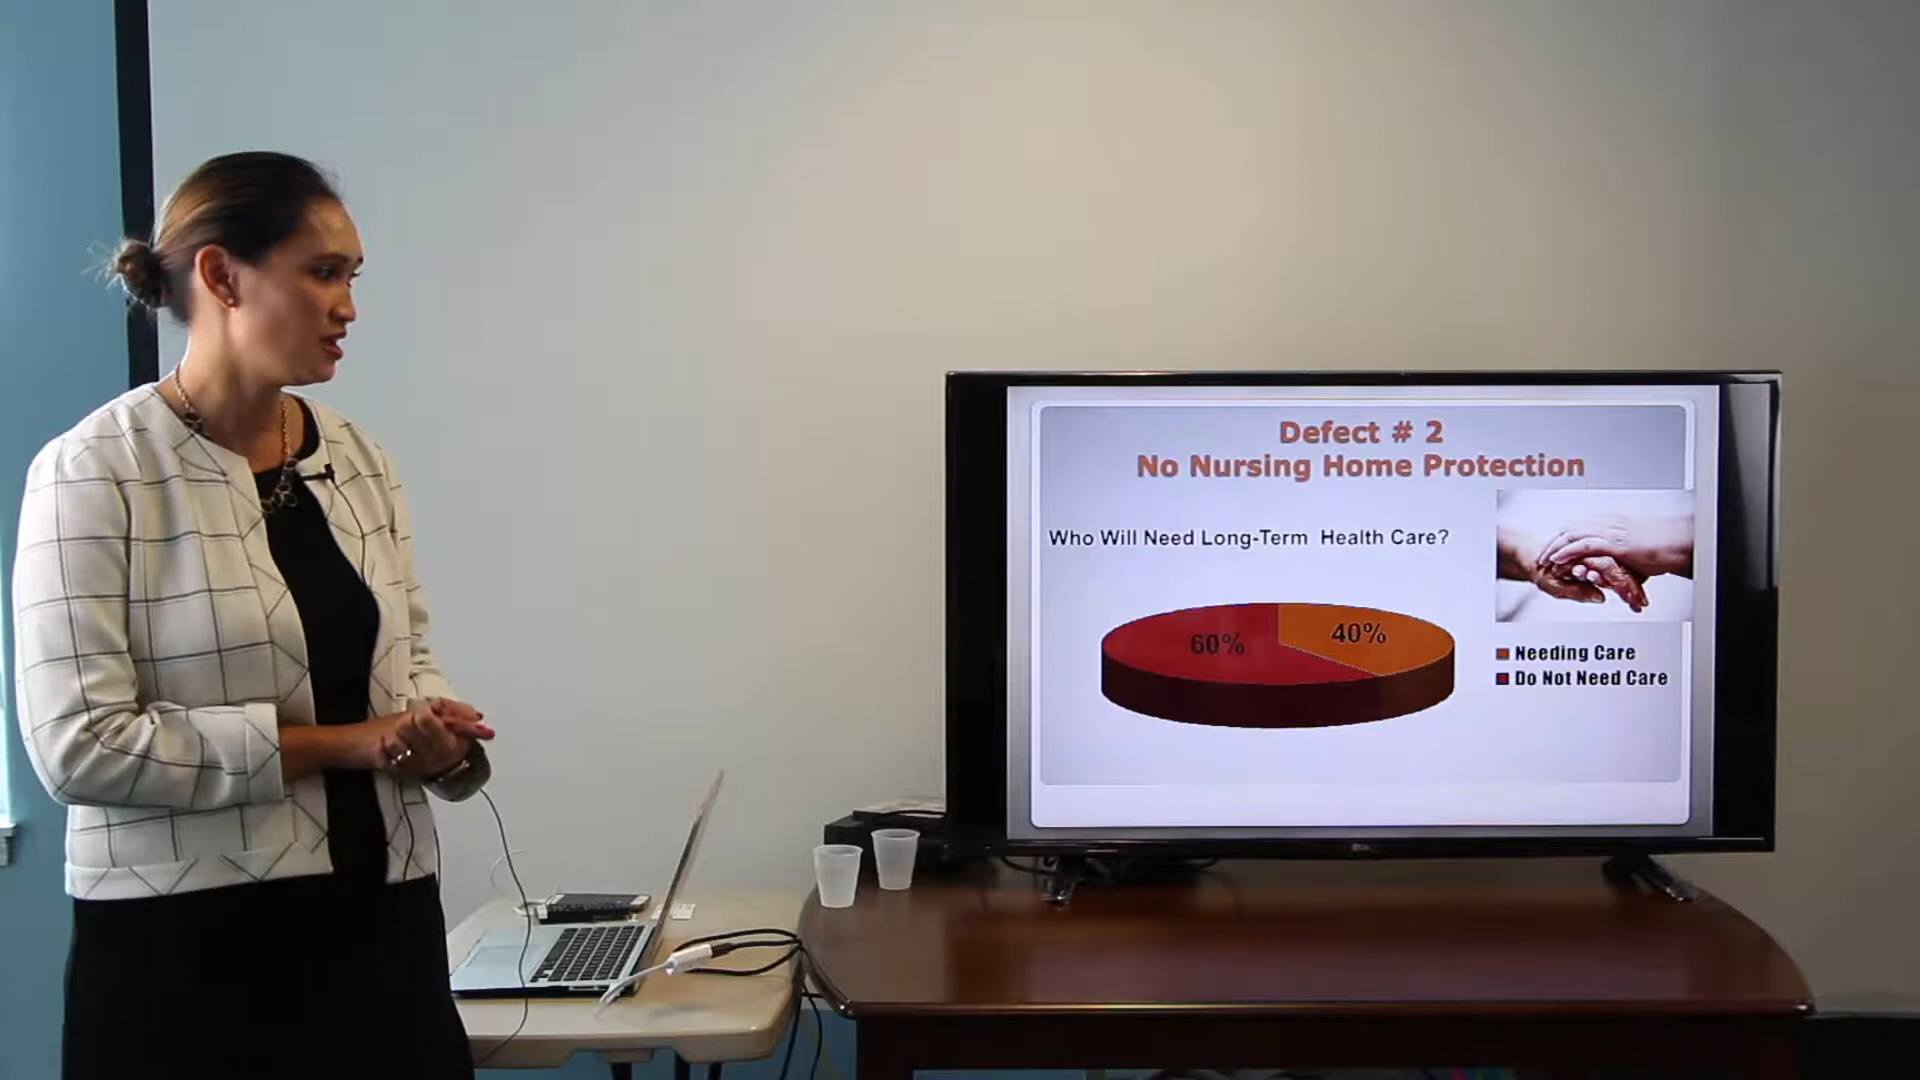 Defect # 2
No Nursing Home Protection
Who Will Need Long-Term Health Care?
60%
40%
Needing Care
Do Not Need Care